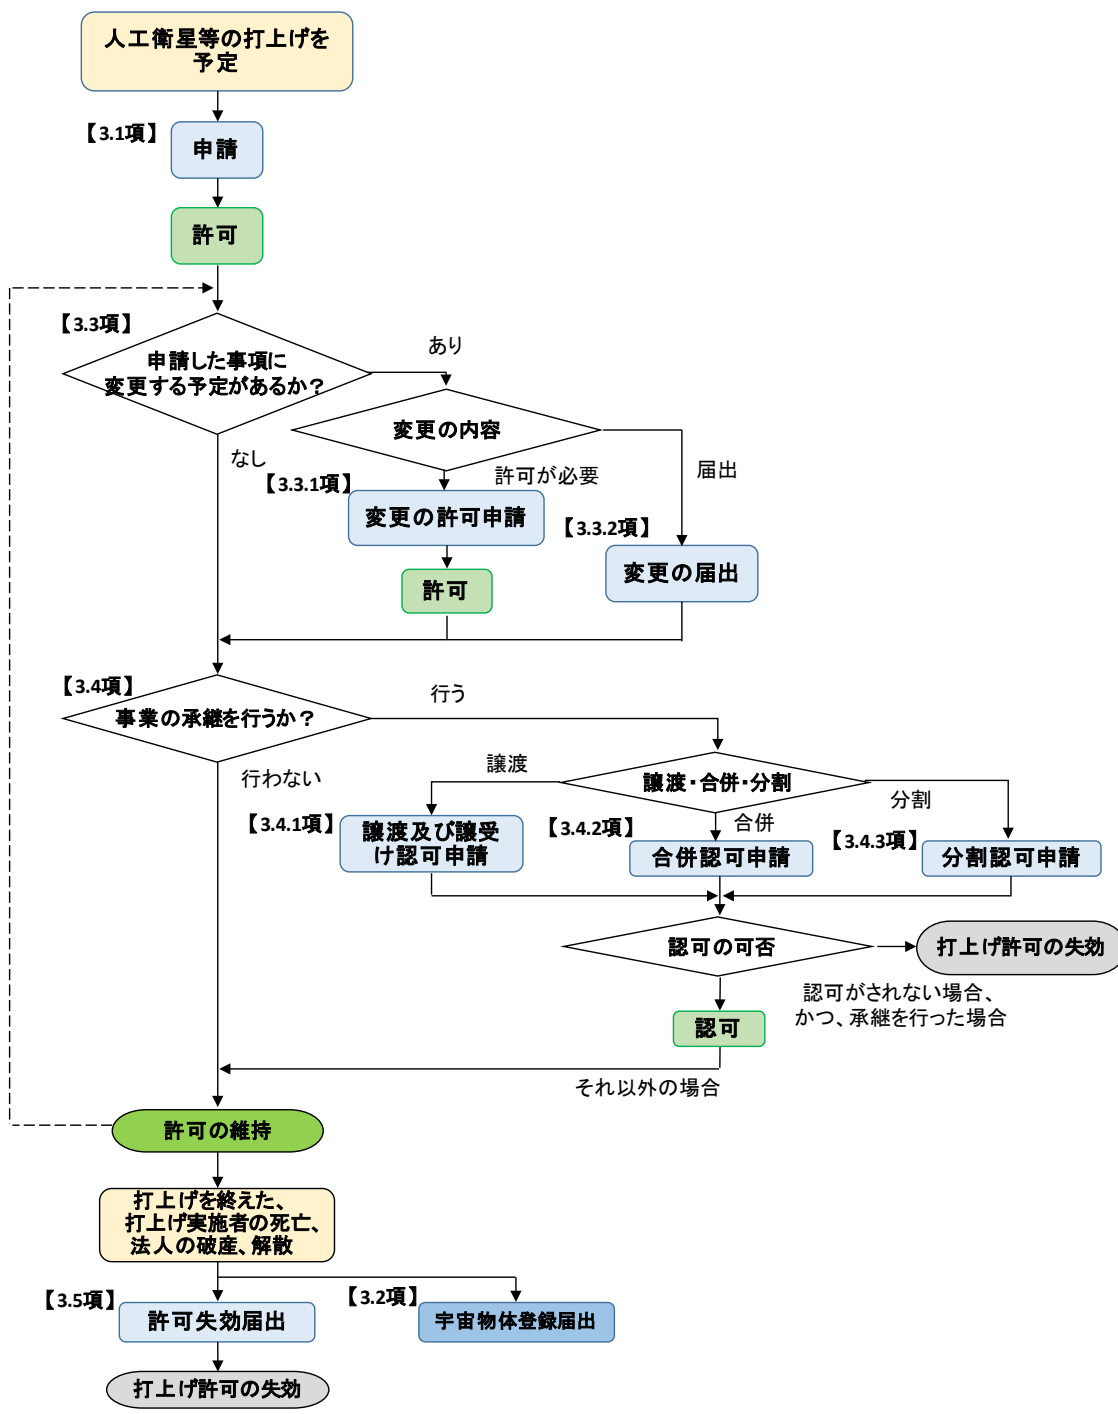 人工衛星等の打上げを
予定
【3.1項】
申請
許可
【3.3項】
申請した事項に
変更する予定があるか？
あり
変更の内容
なし
許可が必要
届出
【3.3.1項】
変更の許可申請
【3.3.2項】
変更の届出
許可
【3.4項】
事業の承継を行うか？
行う
行わない
譲渡・合併・分割
譲渡
合併
分割
【3.4.1項】
譲渡及び譲受
け認可申請
【3.4.2項】
合併認可申請
【3.4.3項】
分割認可申請
認可の可否
打上げ許可の失効
認可がされない場合、
かつ、承継を行った場合
認可
それ以外の場合
許可の維持
打上げを終えた、
打上げ実施者の死亡、
法人の破産、解散
【3.5項】
許可失効届出
【3.2項】
宇宙物体登録届出
打上げ許可の失効